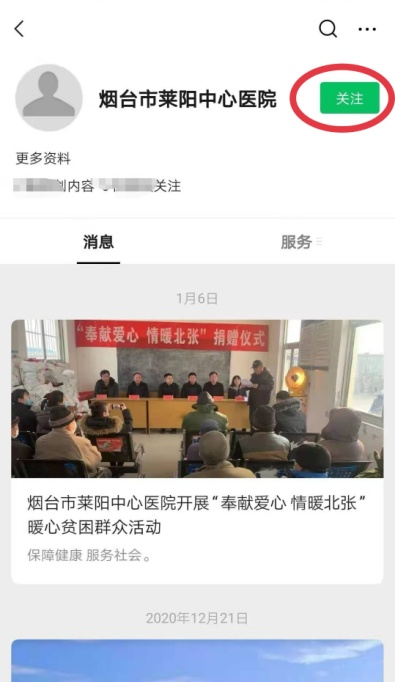 烟台市莱阳中心医院
关注
更多资料
创内容
关注
消息
服务
1月6日
“奉献爱心 情暖北张”捐赠仪式
烟台市莱阳中心医院开展“奉献爱心 情暖北张”
暖心贫困群众活动
保障健康 服务社会。
2020年12月21日